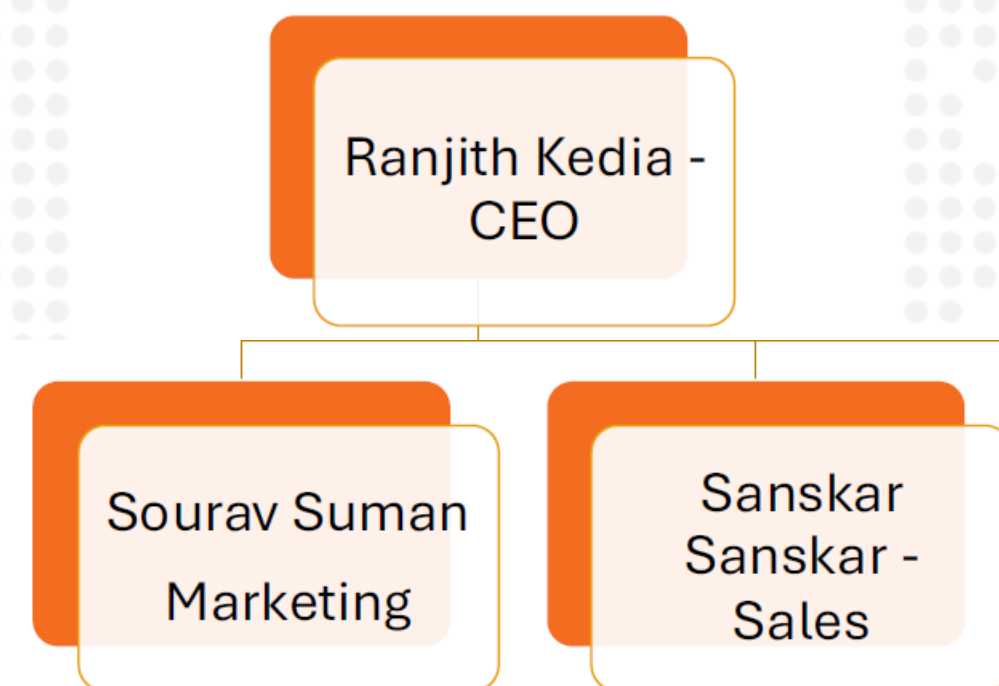 Ranjith Kedia -
CEO
Sourav Suman
Marketing
Sanskar
Sanskar -
Sales